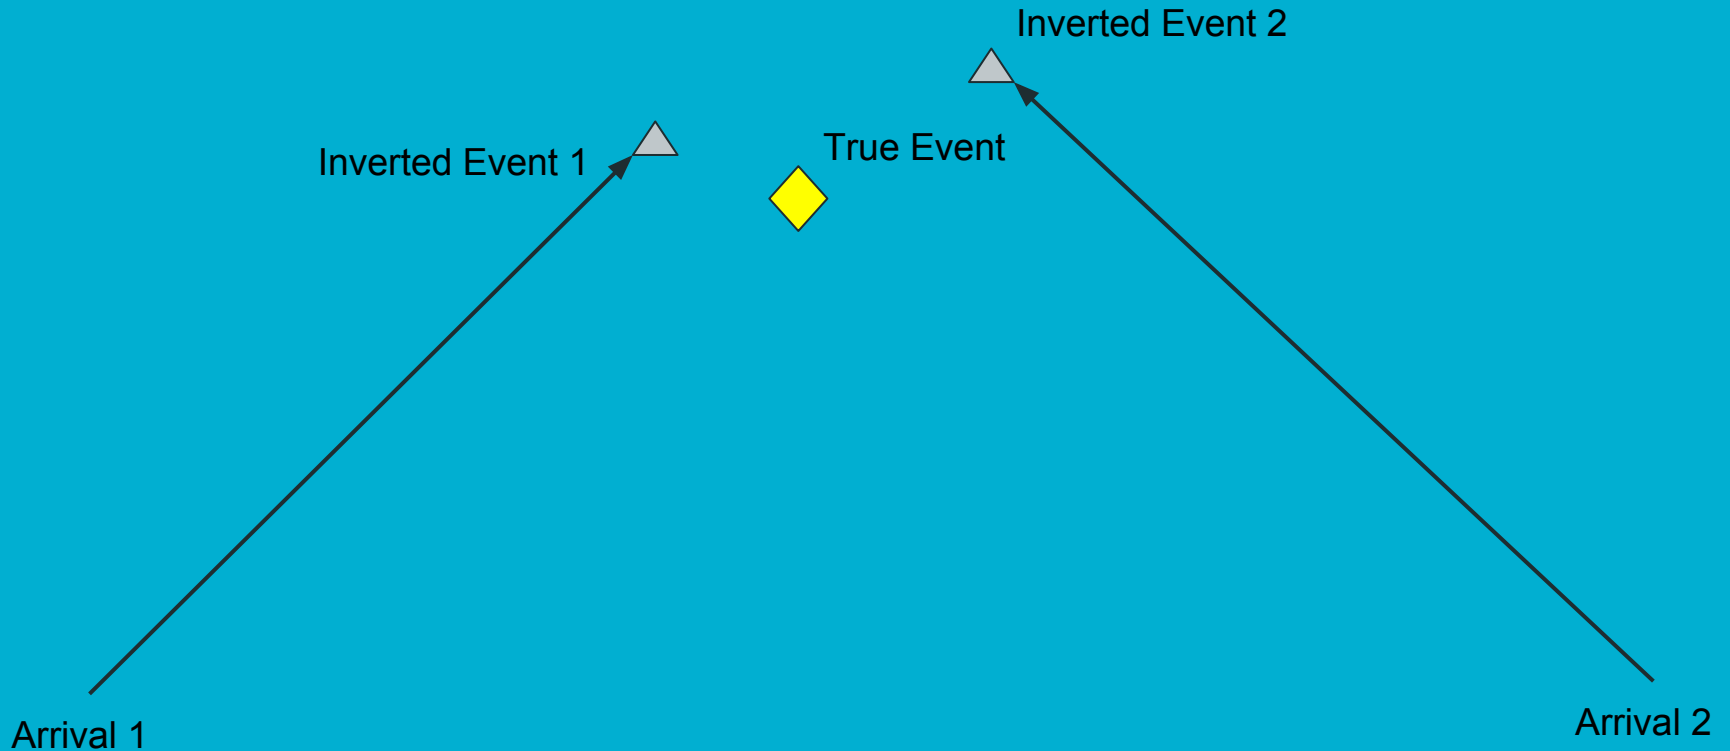 Inverted Event 2
True Event
Inverted Event 1
Arrival 1
Arrival 2